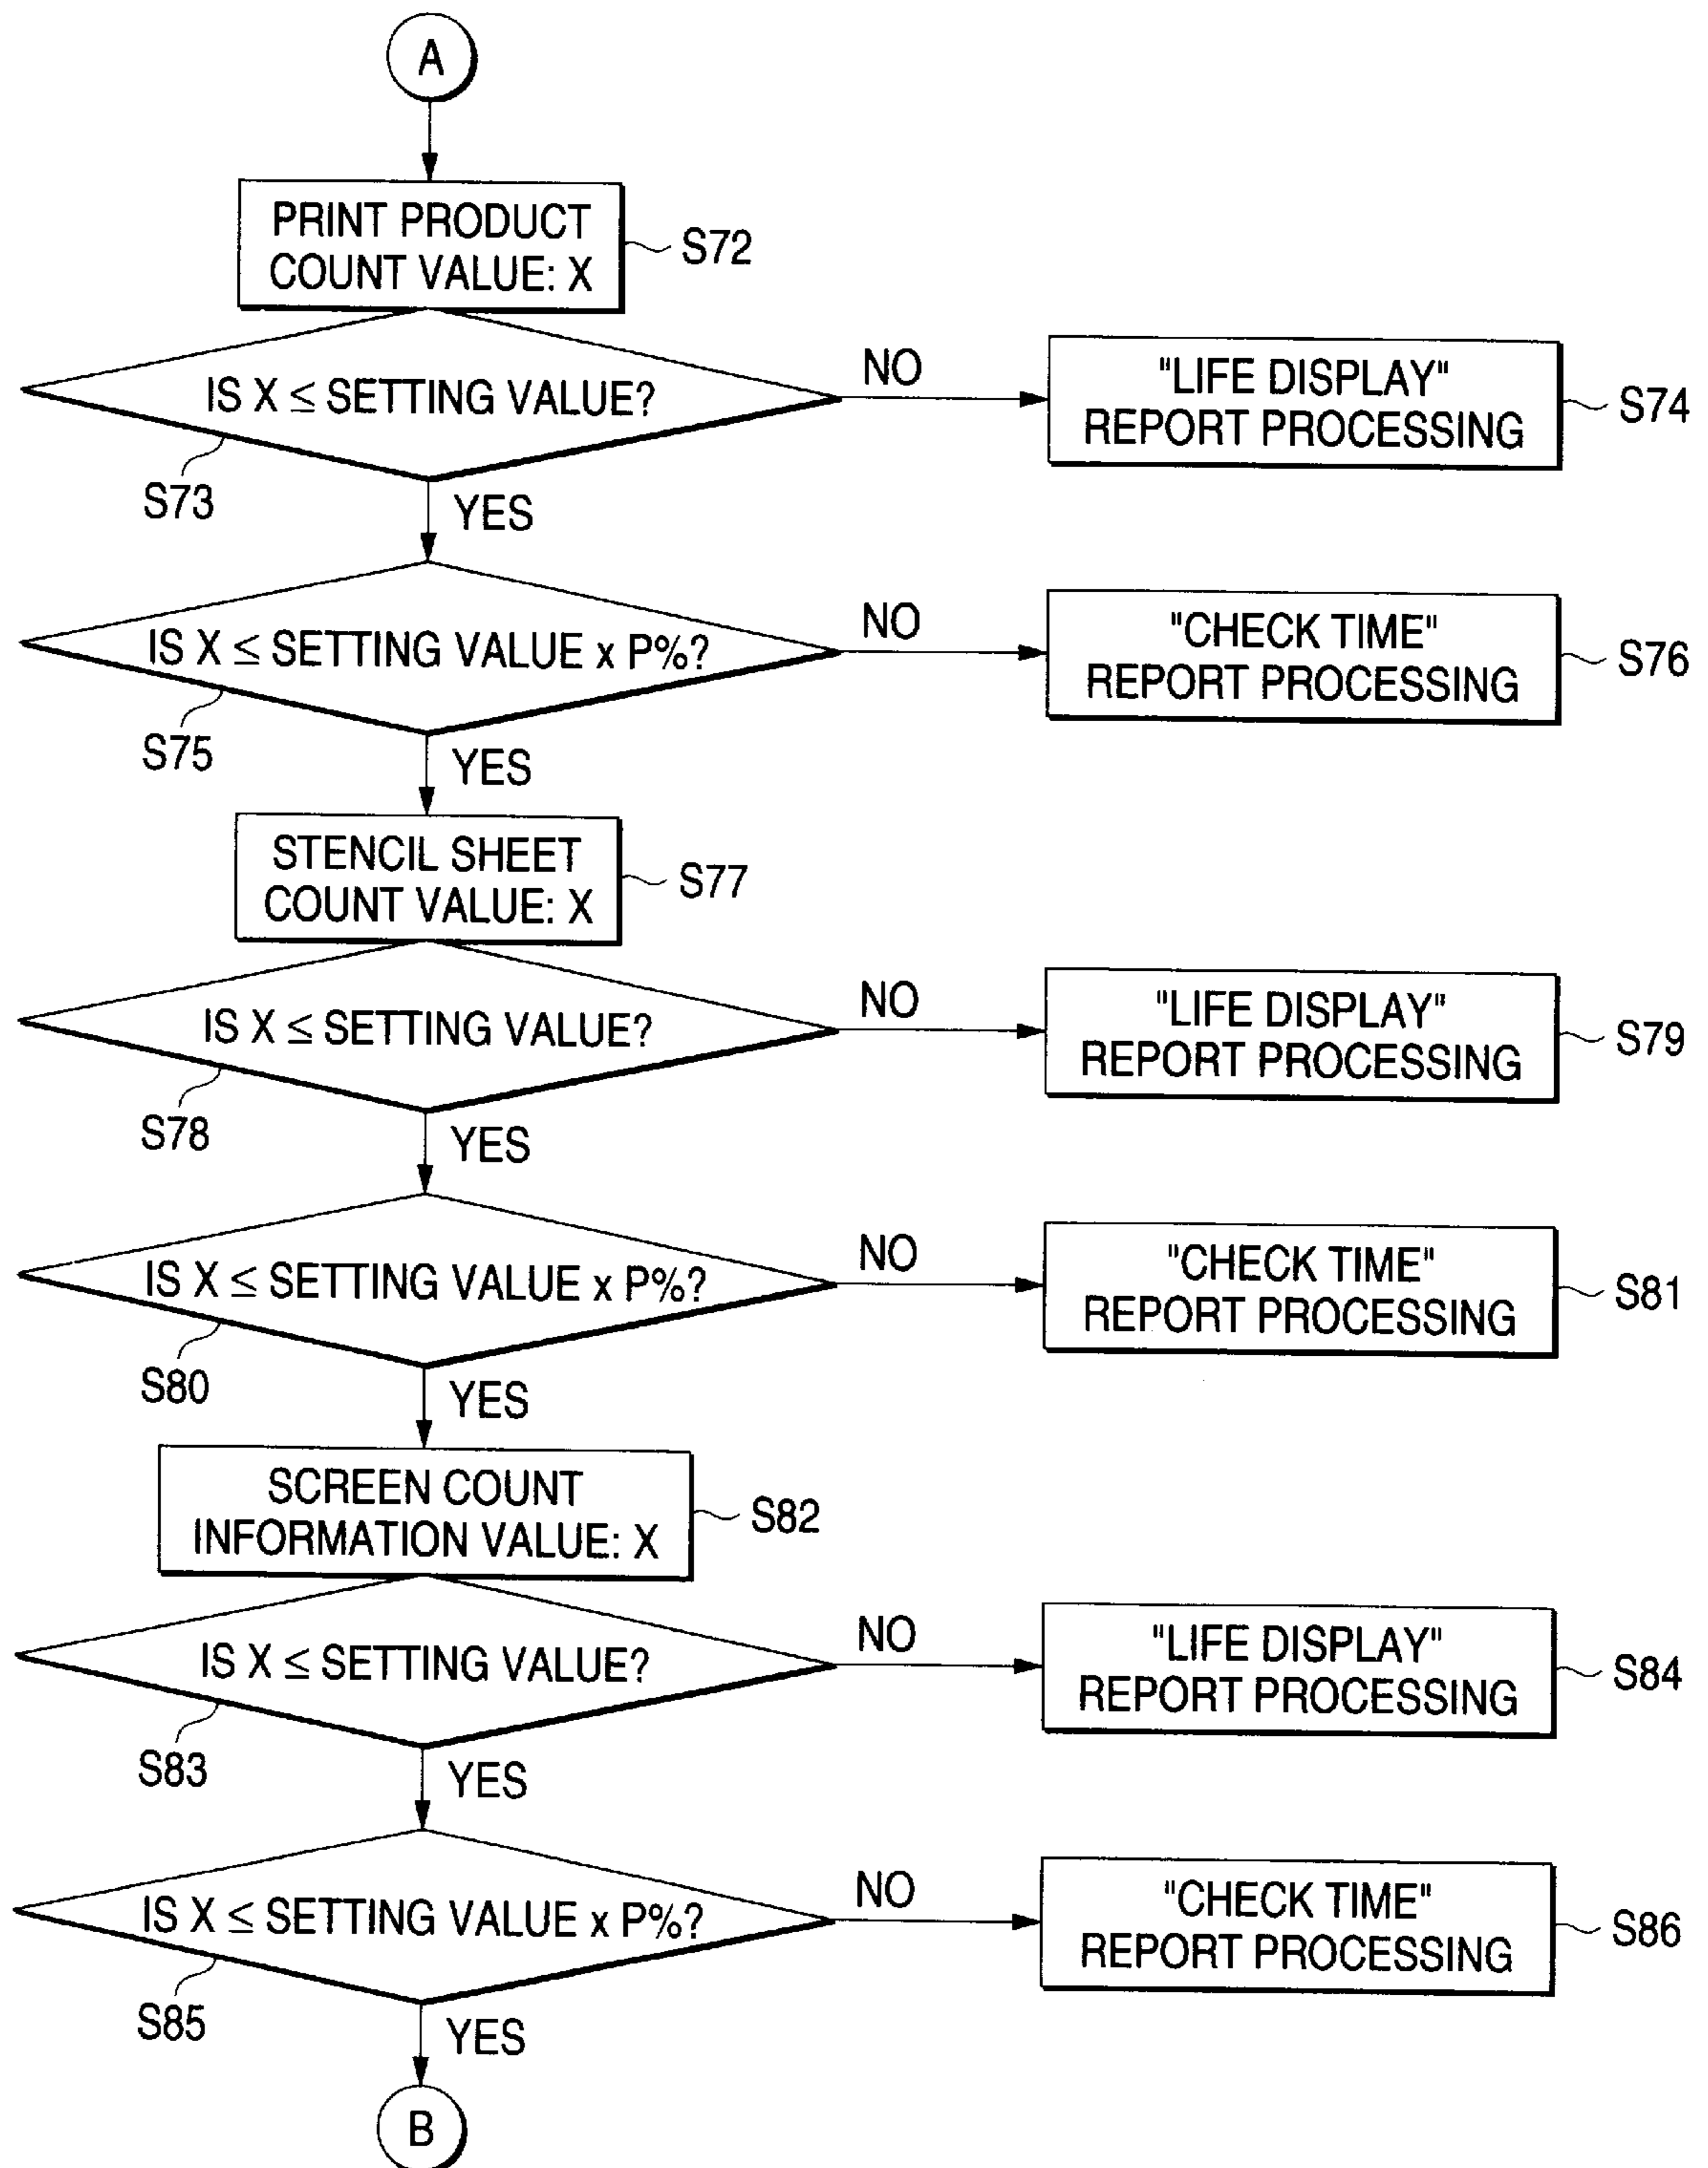 A
PRINT PRODUCT
COUNT VALUE: X
S72
IS X ≤ SETTING VALUE?
NO
"LIFE DISPLAY"
REPORT PROCESSING
S74
S73
YES
IS X ≤ SETTING VALUE x P%?
NO
"CHECK TIME"
REPORT PROCESSING
S76
S75
YES
STENCIL SHEET
COUNT VALUE: X
S77
IS X ≤ SETTING VALUE?
NO
"LIFE DISPLAY"
REPORT PROCESSING
S79
S78
YES
IS X ≤ SETTING VALUE x P%?
NO
"CHECK TIME"
REPORT PROCESSING
S81
S80
YES
SCREEN COUNT
INFORMATION VALUE: X
S82
IS X ≤ SETTING VALUE?
NO
"LIFE DISPLAY"
REPORT PROCESSING
S84
S83
YES
IS X ≤ SETTING VALUE x P%?
NO
"CHECK TIME"
REPORT PROCESSING
S86
S85
YES
B